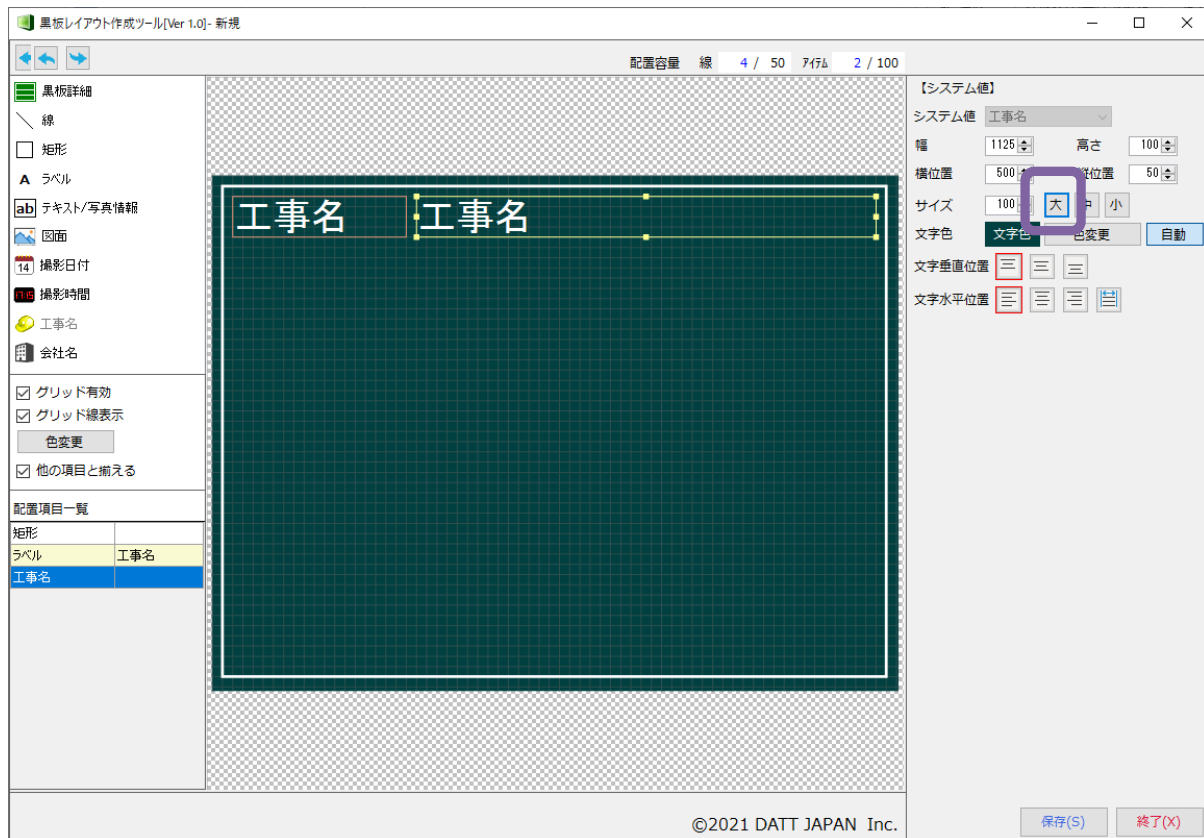 黒板レイアウト作成ツール[Ver 1.0]- 新規
配置容量 線 4 / 50 ｱｲﾃﾑ 2 / 100
黒板詳細
線
矩形
A ラベル
ab テキスト/写真情報
図面
14 撮影日付
17:15 撮影時間
工事名
会社名
グリッド有効
グリッド線表示
色変更
他の項目と揃える
配置項目一覧
矩形
ラベル 工事名
工事名
工事名 工事名
【システム値】
システム値 工事名
幅 1125 高さ 100
横位置 500 縦位置 50
サイズ 100 大 中 小
文字色 文字色 色変更 自動
文字垂直位置
文字水平位置
©2021 DATT JAPAN Inc.
保存(S) 終了(X)